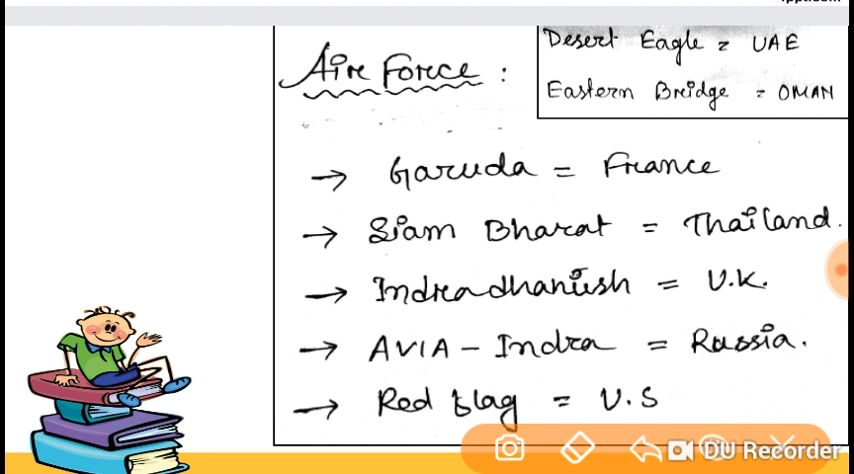 Desert Eagle = UAE
Eastern Bridge = OMAN
Air Force :
→ Garuda = France
→ Siam Bharat = Thailand.
→ Indradhanush = U.K.
→ AVIA - Indra = Russia.
→ Red flag = U.S
DU Recorder